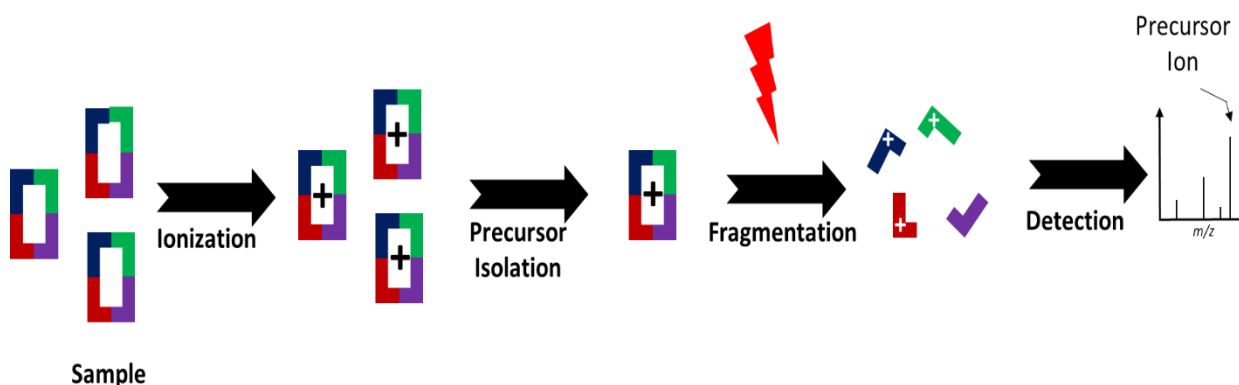 Precursor
Ion
+
+
+
+
+
+
+
Ionization
Precursor
Isolation
Fragmentation
Detection
m/z
Sample